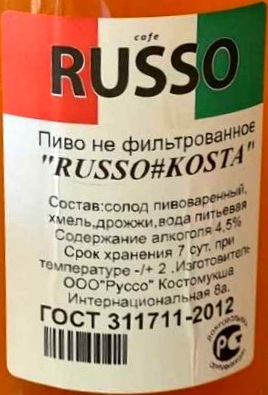 cafe
RUSSO
Пиво не фильтрованное
"RUSSO#KOSTA"
Состав:солод пивоваренный,
хмель,дрожжи,вода питьевая
Содержание алкоголя 4,5%
Срок хранения 7 сут. при
температуре -/+ 2 .Изготовитель
ООО"Руссо" Костомукша
Интернациональная 8а.
ГОСТ 311711-2012